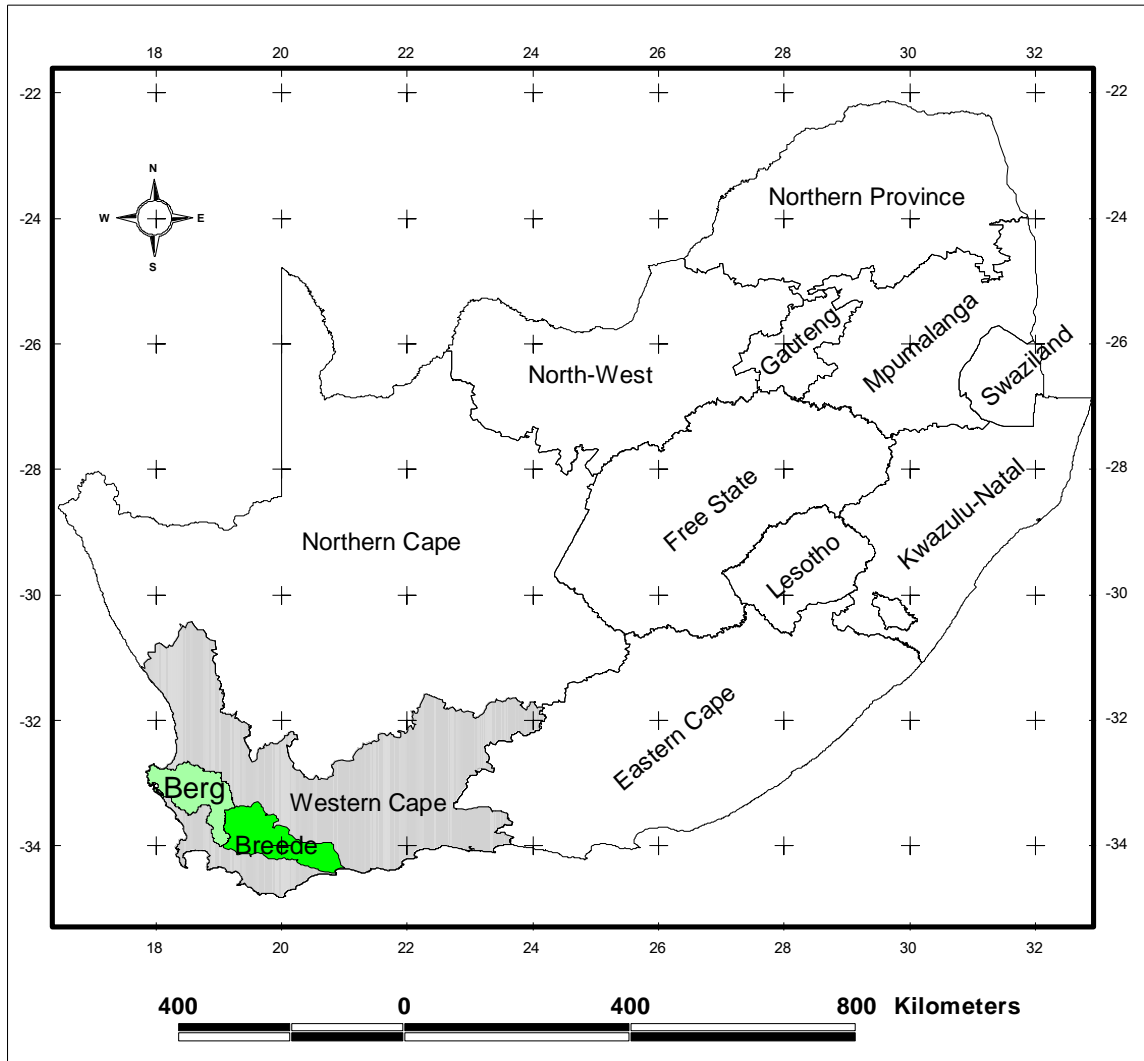 18 20 22 24 26 28 30 32
-22 -22
N
W E
S
Northern Province
-24 -24
Gauteng
Mpumalanga
Swaziland
-26 -26
North-West
-28 -28
Free State
Kwazulu-Natal
Northern Cape
Lesotho
-30 -30
-32 -32
Eastern Cape
Berg
Western Cape
Breede
-34 -34
18 20 22 24 26 28 30 32
400 0 400 800 Kilometers